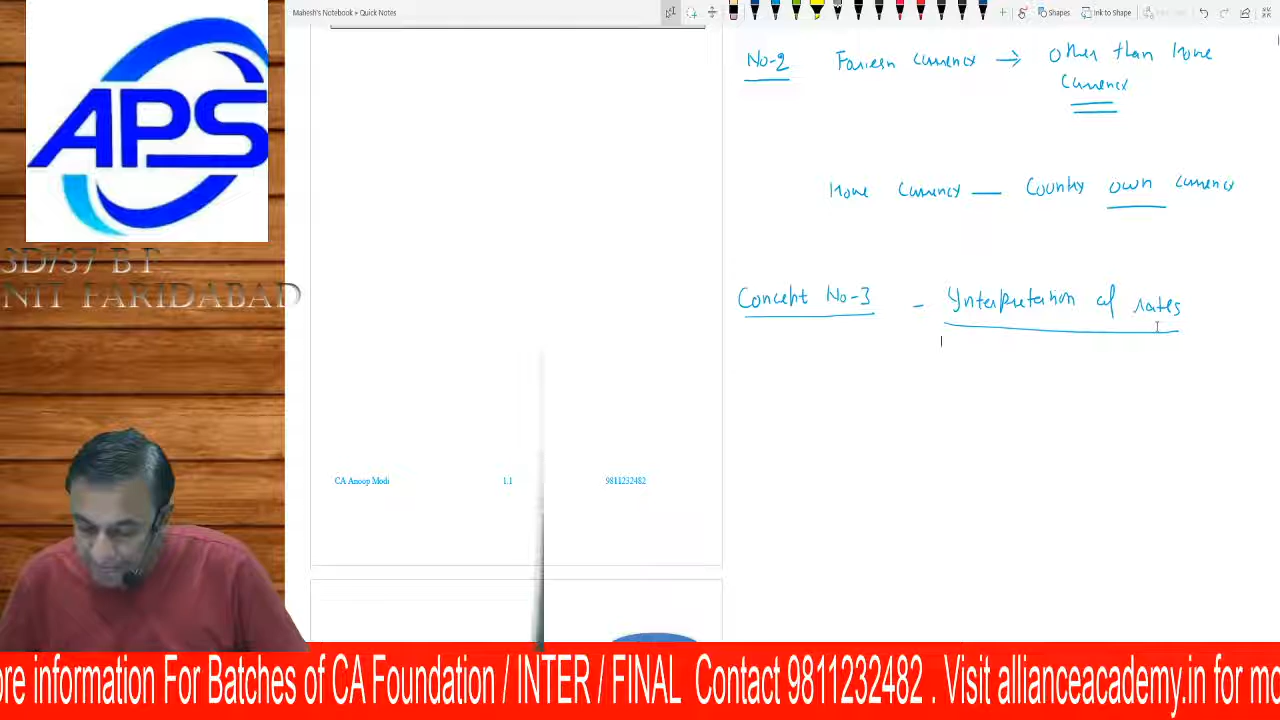 APS
3D/37 B.P.
NIT FARIDABAD
Mahesh's Notebook » Quick Notes
Shapes
Ink to Shape
No-2 Foriesn currency → Other than Home
Currency
Home Currency — Country own currency
Concept No-3 - Interpretation of rates
CA Anoop Modi 1.1 9811232482
ore information For Batches of CA Foundation / INTER / FINAL Contact 9811232482 . Visit allianceacademy.in for mo